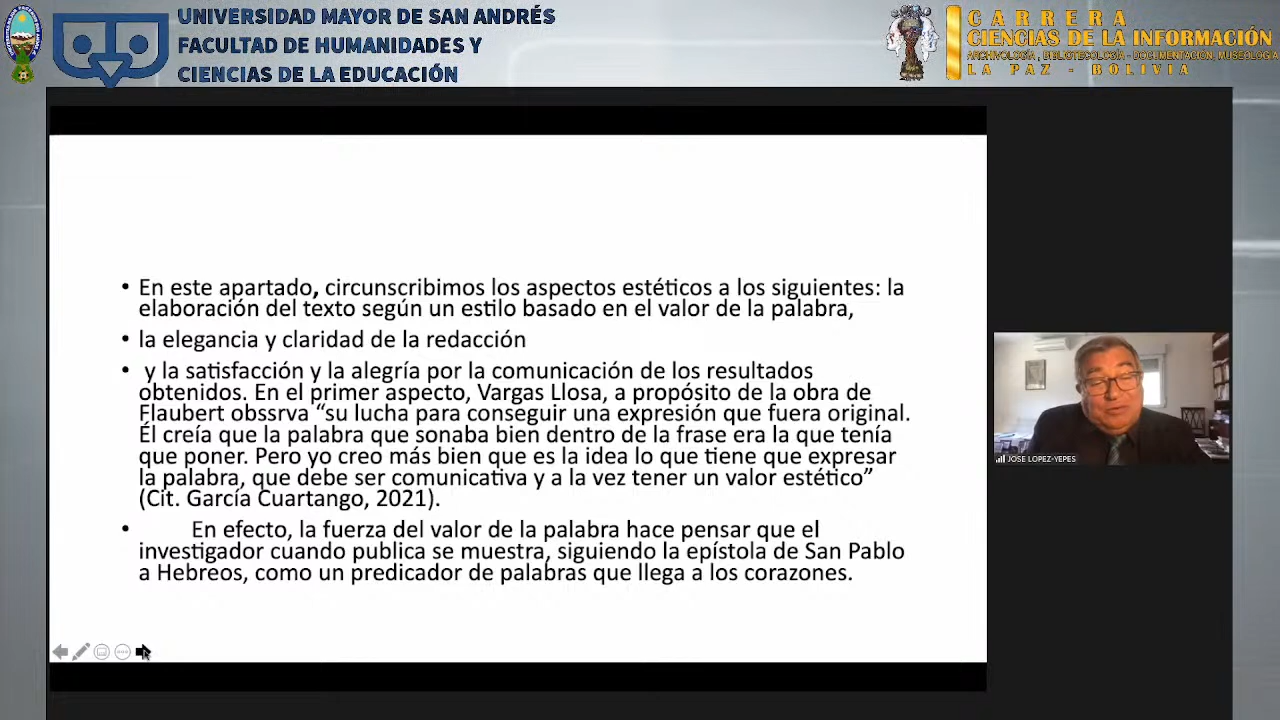 UNIVERSIDAD MAYOR DE SAN ANDRÉS
FACULTAD DE HUMANIDADES Y
CIENCIAS DE LA EDUCACIÓN
CARRERA
CIENCIAS DE LA INFORMACIÓN
ARCHIVOLOGÍA, BIBLIOTECOLOGÍA - DOCUMENTACIÓN, MUSEOLOGIA
LA PAZ - BOLIVIA
• En este apartado, circunscribimos los aspectos estéticos a los siguientes: la
elaboración del texto según un estilo basado en el valor de la palabra,
• la elegancia y claridad de la redacción
• y la satisfacción y la alegría por la comunicación de los resultados
obtenidos. En el primer aspecto, Vargas Llosa, a propósito de la obra de
Flaubert obssrva “su lucha para conseguir una expresión que fuera original.
Él creía que la palabra que sonaba bien dentro de la frase era la que tenía
que poner. Pero yo creo más bien que es la idea lo que tiene que expresar
la palabra, que debe ser comunicativa y a la vez tener un valor estético”
(Cit. García Cuartango, 2021).
• En efecto, la fuerza del valor de la palabra hace pensar que el
investigador cuando publica se muestra, siguiendo la epístola de San Pablo
a Hebreos, como un predicador de palabras que llega a los corazones.
JOSE LOPEZ-YEPES